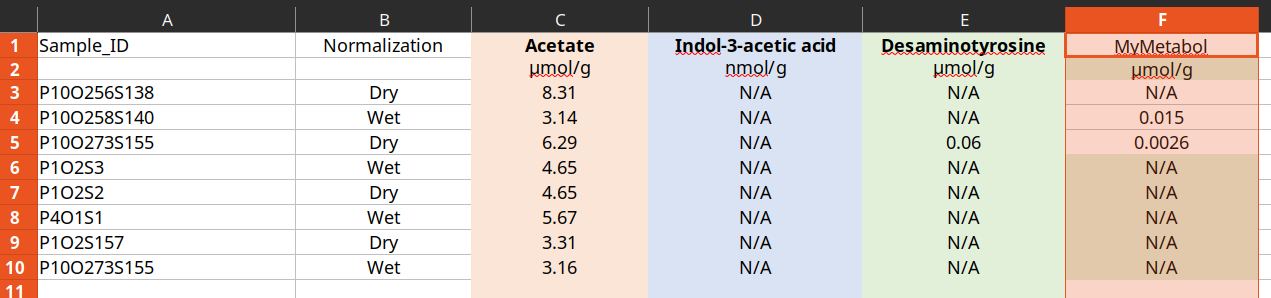 A B C D E F
1 Sample_ID Normalization Acetate Indol-3-acetic acid Desaminotyrosine MyMetabol
2 µmol/g nmol/g µmol/g µmol/g
3 P10O256S138 Dry 8.31 N/A N/A N/A
4 P10O258S140 Wet 3.14 N/A N/A 0.015
5 P10O273S155 Dry 6.29 N/A 0.06 0.0026
6 P1O2S3 Wet 4.65 N/A N/A N/A
7 P1O2S2 Dry 4.65 N/A N/A N/A
8 P4O1S1 Wet 5.67 N/A N/A N/A
9 P1O2S157 Dry 3.31 N/A N/A N/A
10 P10O273S155 Wet 3.16 N/A N/A N/A
11